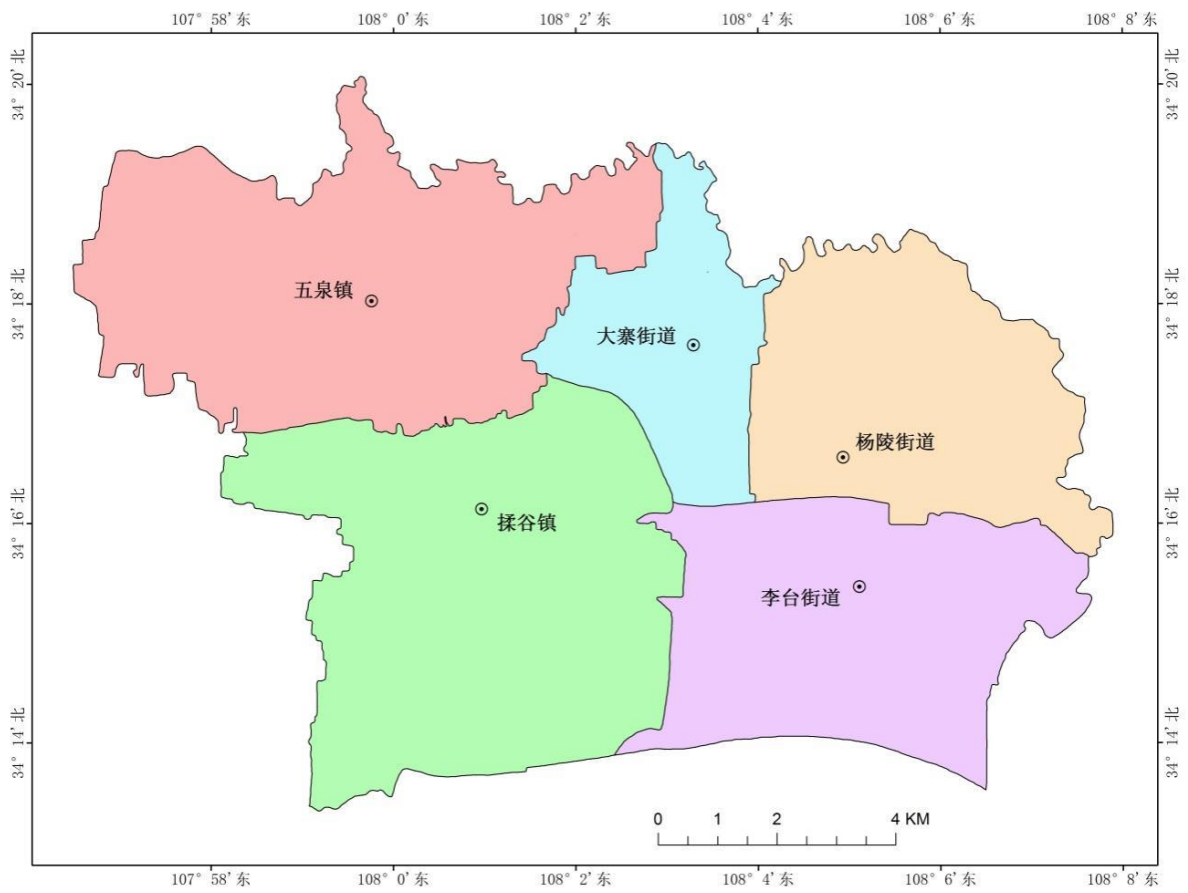 107° 58′东 108° 0′东 108° 2′东 108° 4′东 108° 6′东 108° 8′东
34° 20′北 34° 20′北
34° 18′北 五泉镇 34° 18′北
大寨街道
杨陵街道
34° 16′北 揉谷镇 34° 16′北
李台街道
34° 14′北 34° 14′北
0 1 2 4 KM
107° 58′东 108° 0′东 108° 2′东 108° 4′东 108° 6′东 108° 8′东